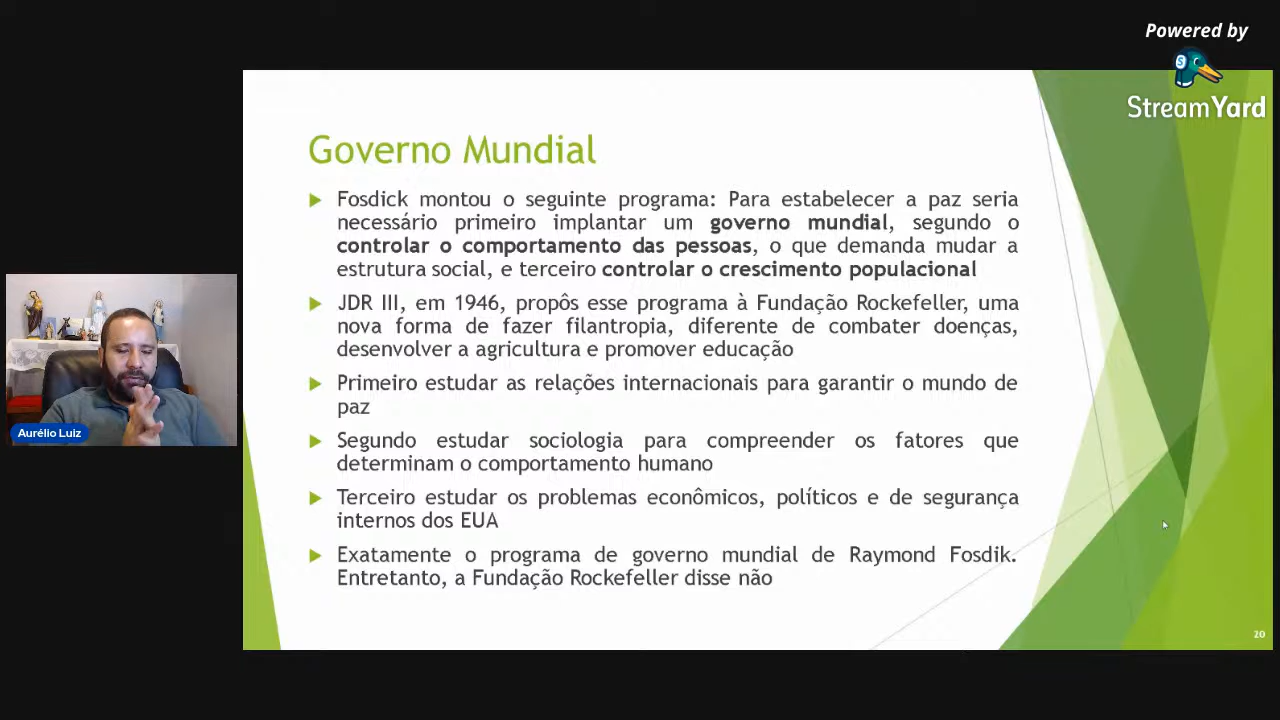 Powered by
StreamYard
Governo Mundial
Fosdick montou o seguinte programa: Para estabelecer a paz seria
necessário primeiro implantar um governo mundial, segundo o
controlar o comportamento das pessoas, o que demanda mudar a
estrutura social, e terceiro controlar o crescimento populacional
JDR III, em 1946, propôs esse programa à Fundação Rockefeller, uma
nova forma de fazer filantropia, diferente de combater doenças,
desenvolver a agricultura e promover educação
Primeiro estudar as relações internacionais para garantir o mundo de
paz
Segundo estudar sociologia para compreender os fatores que
determinam o comportamento humano
Terceiro estudar os problemas econômicos, políticos e de segurança
internos dos EUA
Exatamente o programa de governo mundial de Raymond Fosdik.
Entretanto, a Fundação Rockefeller disse não
Aurélio Luiz
20